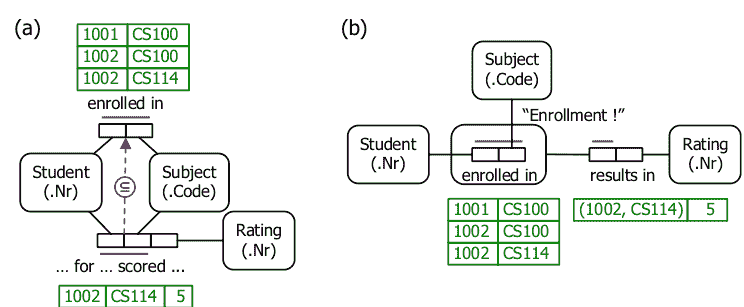 (a)
1001 CS100
1002 CS100
1002 CS114
enrolled in
Student
(.Nr)
Subject
(.Code)
⊆
Rating
(.Nr)
... for ... scored ...
1002 CS114 5
(b)
Subject
(.Code)
“Enrollment !”
Student
(.Nr)
enrolled in
results in
Rating
(.Nr)
1001 CS100
1002 CS100
1002 CS114
(1002, CS114) 5